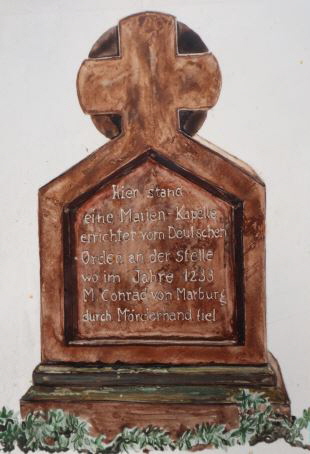 Hier stand
eine Marien-Kapelle
errichtet vom Deutschen
Orden an der Stelle
wo im Jahre 1233
M Conrad von Marburg
durch Mörderhand fiel